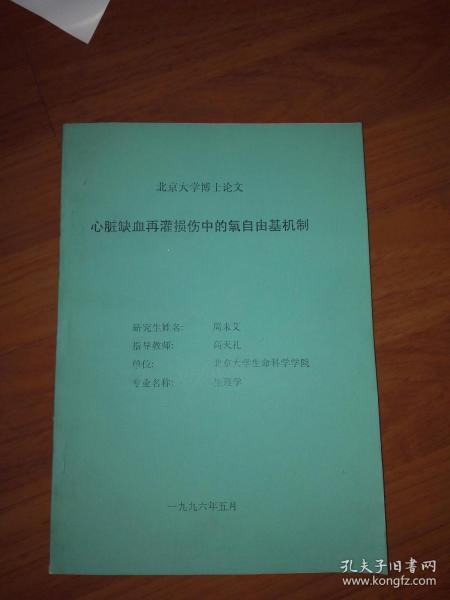 北京大学博士论文
心脏缺血再灌损伤中的氧自由基机制
研究生姓名: 周未艾
指导教师: 高天礼
单位: 北京大学生命科学学院
专业名称: 生理学
一九九六年五月
孔夫子旧书网
www.kongfz.com